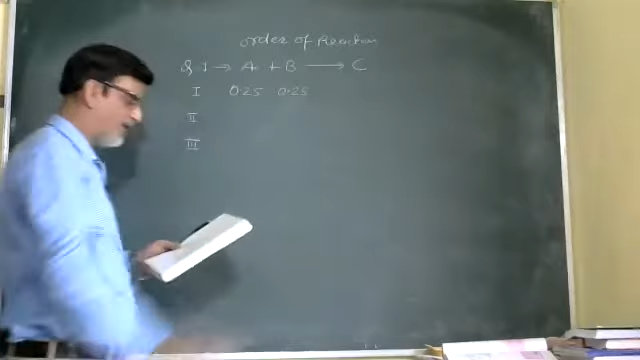 order of Reaction
Q 1 → A + B → C
I 0.25 0.25
II
III